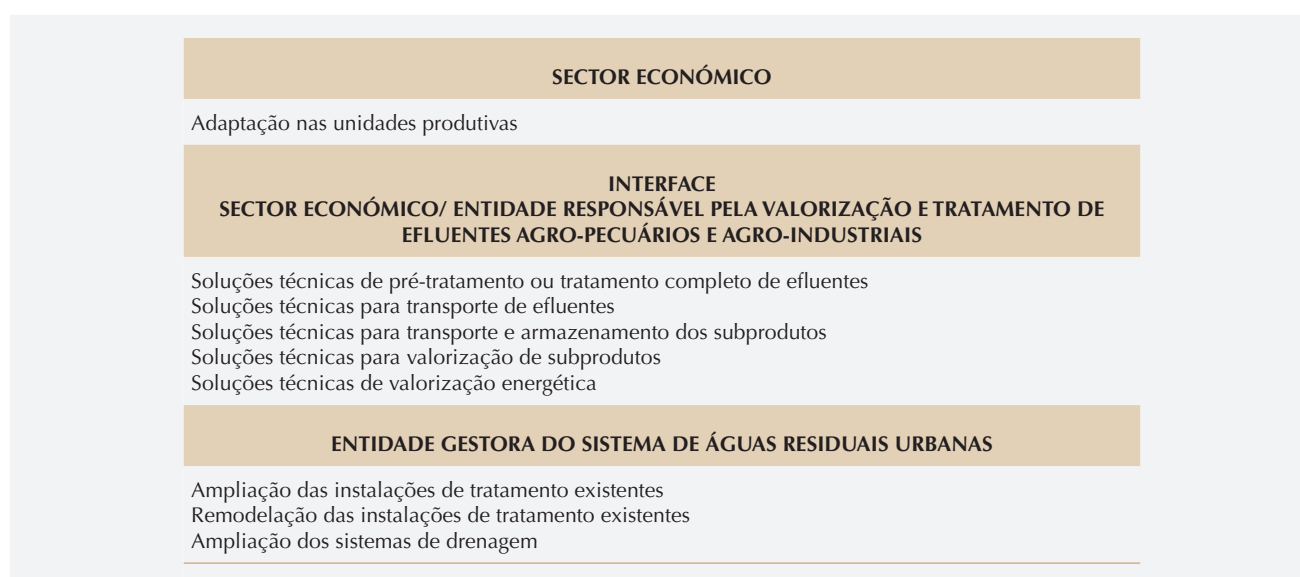 SECTOR ECONÓMICO
Adaptação nas unidades produtivas
INTERFACE
SECTOR ECONÓMICO/ ENTIDADE RESPONSÁVEL PELA VALORIZAÇÃO E TRATAMENTO DE
EFLUENTES AGRO-PECUÁRIOS E AGRO-INDUSTRIAIS
Soluções técnicas de pré-tratamento ou tratamento completo de efluentes
Soluções técnicas para transporte de efluentes
Soluções técnicas para transporte e armazenamento dos subprodutos
Soluções técnicas para valorização de subprodutos
Soluções técnicas de valorização energética
ENTIDADE GESTORA DO SISTEMA DE ÁGUAS RESIDUAIS URBANAS
Ampliação das instalações de tratamento existentes
Remodelação das instalações de tratamento existentes
Ampliação dos sistemas de drenagem